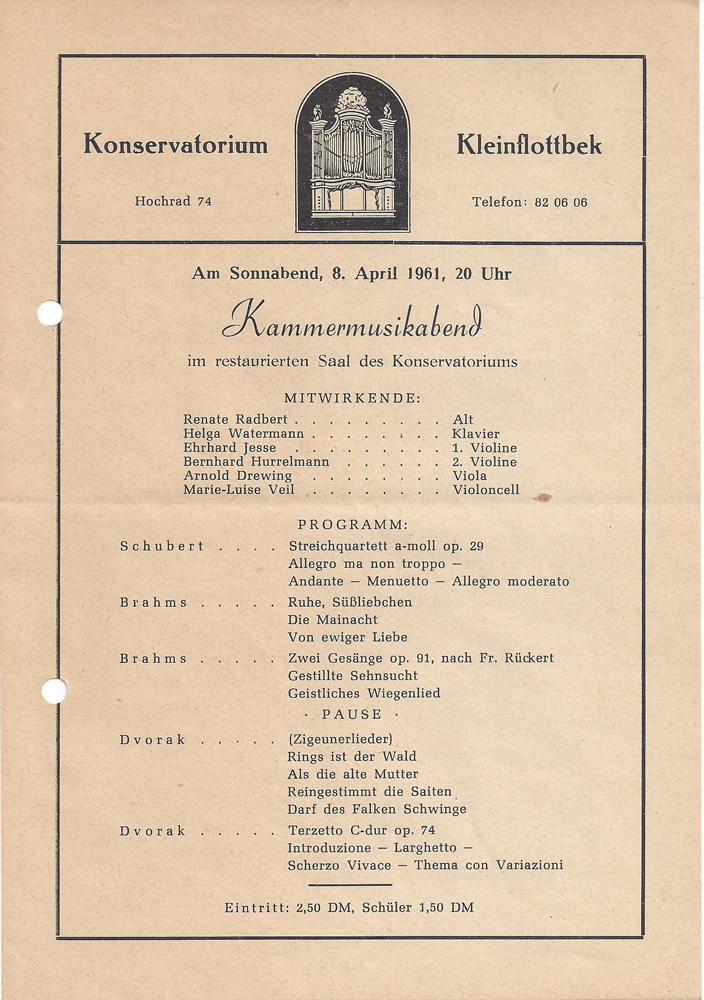 Konservatorium Kleinflottbek
Hochrad 74 Telefon: 82 06 06
Am Sonnabend, 8. April 1961, 20 Uhr
Kammermusikabend
im restaurierten Saal des Konservatoriums
MITWIRKENDE:
Renate Radbert . . . . . . . . . Alt
Helga Watermann . . . . . . . . Klavier
Ehrhard Jesse . . . . . . . . 1. Violine
Bernhard Hurrelmann . . . . . . 2. Violine
Arnold Drewing . . . . . . . . Viola
Marie-Luise Veil . . . . . . . . Violoncell
PROGRAMM:
Schubert . . . . Streichquartett a-moll op. 29
Allegro ma non troppo —
Andante — Menuetto — Allegro moderato
Brahms . . . . . Ruhe, Süßliebchen
Die Mainacht
Von ewiger Liebe
Brahms . . . . . Zwei Gesänge op. 91, nach Fr. Rückert
Gestillte Sehnsucht
Geistliches Wiegenlied
· PAUSE ·
Dvorak . . . . . (Zigeunerlieder)
Rings ist der Wald
Als die alte Mutter
Reingestimmt die Saiten
Darf des Falken Schwinge
Dvorak . . . . . Terzetto C-dur op. 74
Introduzione — Larghetto —
Scherzo Vivace — Thema con Variazioni
Eintritt: 2,50 DM, Schüler 1,50 DM